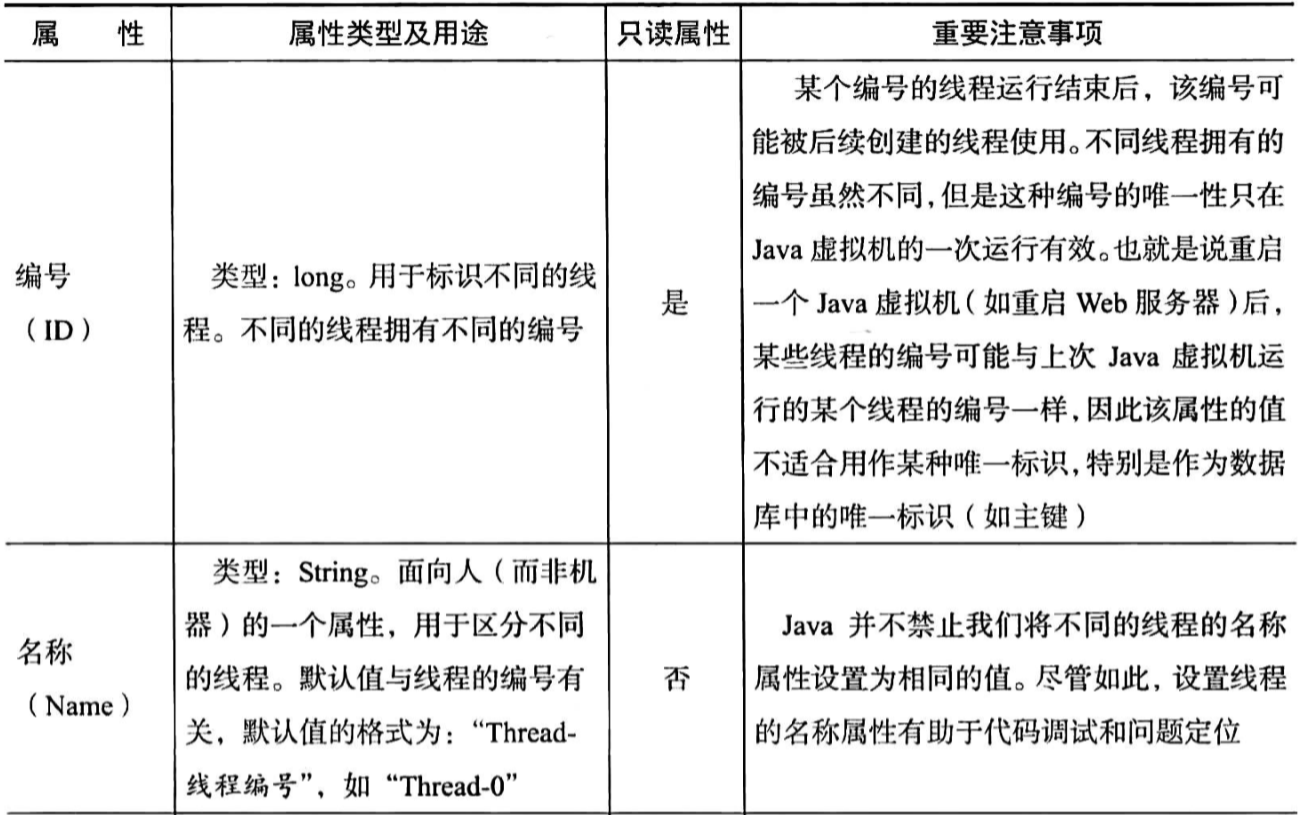 属 性 属性类型及用途 只读属性 重要注意事项
编号
（ID）
类型：long。用于标识不同的线
程。不同的线程拥有不同的编号
是
某个编号的线程运行结束后，该编号可
能被后续创建的线程使用。不同线程拥有的
编号虽然不同，但是这种编号的唯一性只在
Java 虚拟机的一次运行有效。也就是说重启
一个 Java 虚拟机（如重启 Web 服务器）后，
某些线程的编号可能与上次 Java 虚拟机运
行的某个线程的编号一样，因此该属性的值
不适合用作某种唯一标识，特别是作为数据
库中的唯一标识（如主键）
名称
（Name）
类型：String。面向人（而非机
器）的一个属性，用于区分不同
的线程。默认值与线程的编号有
关，默认值的格式为：“Thread-
线程编号”，如“Thread-0”
否
Java 并不禁止我们将不同的线程的名称
属性设置为相同的值。尽管如此，设置线程
的名称属性有助于代码调试和问题定位